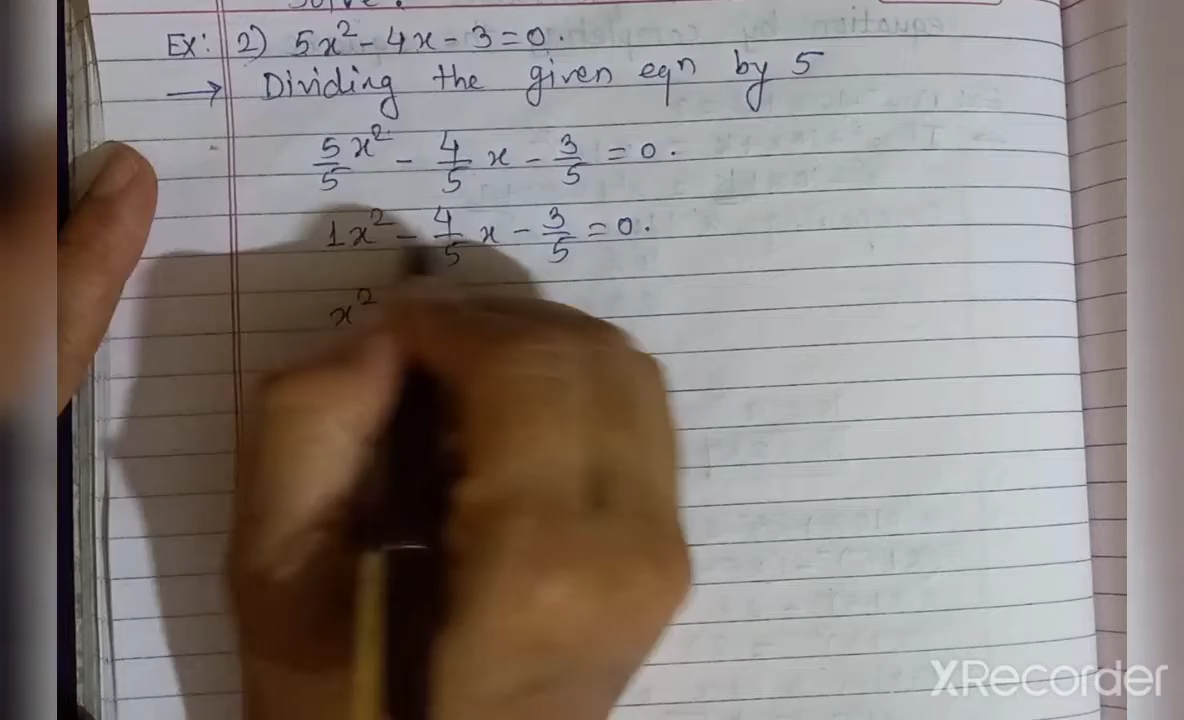 Solve.
Ex: 2) 5x² - 4x - 3 = 0.
→ Dividing the given eqn by 5
5/5 x² - 4/5 x - 3/5 = 0.
1x² - 4/5 x - 3/5 = 0.
x²
XRecorder